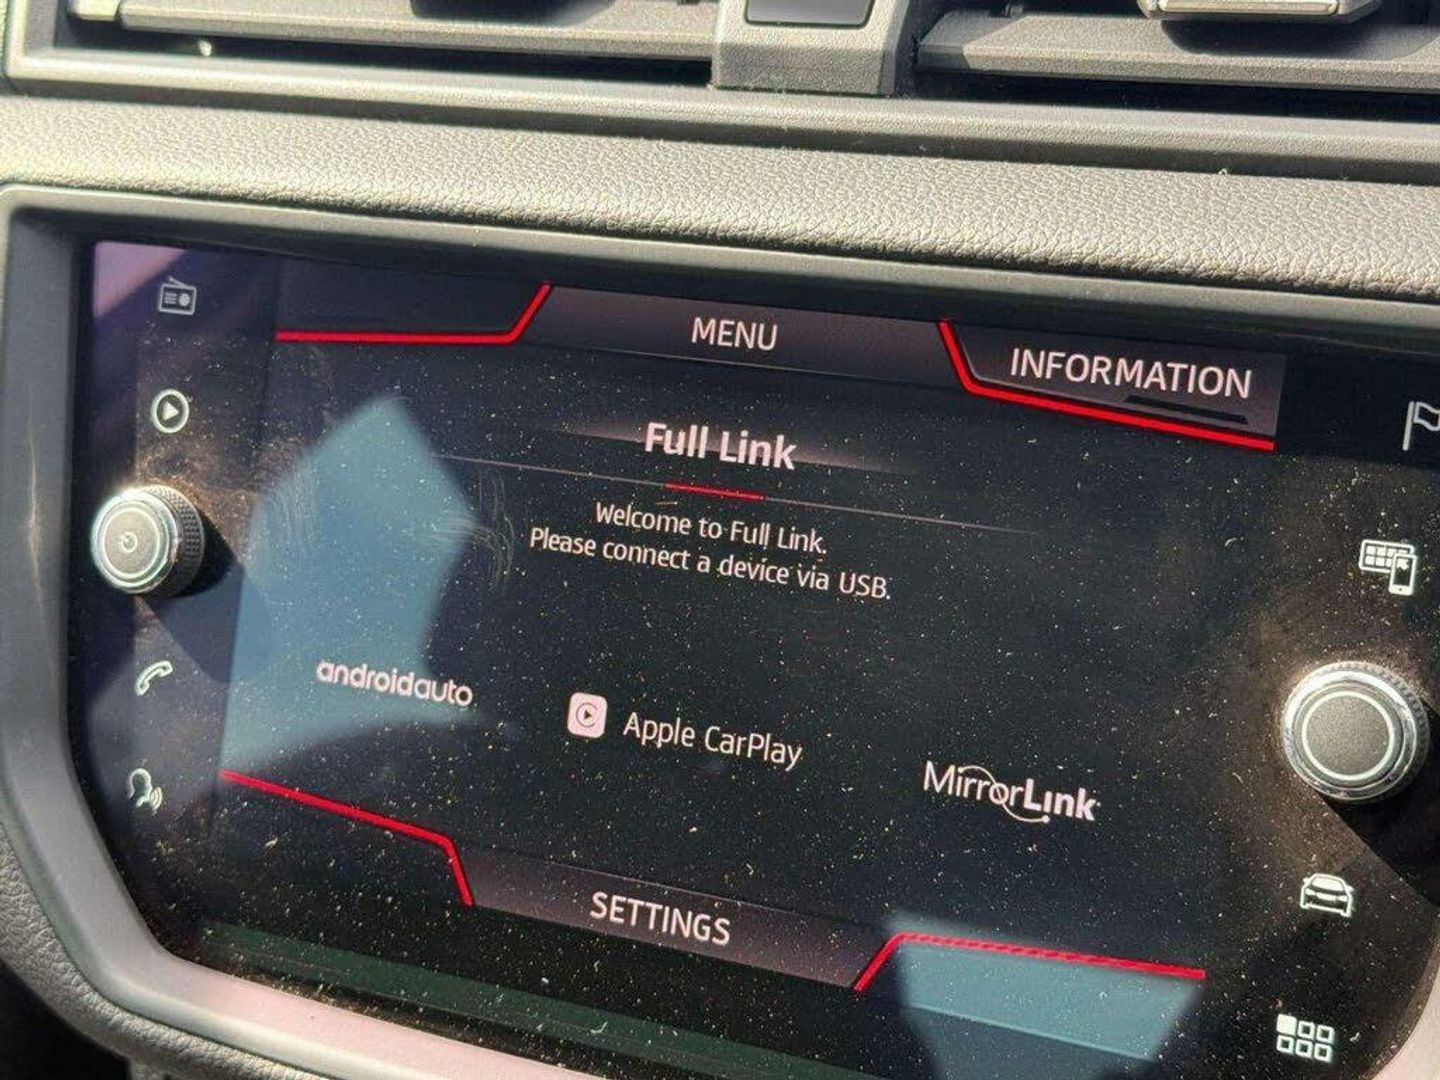 MENU
INFORMATION
Full Link
Welcome to Full Link.
Please connect a device via USB.
androidauto
Apple CarPlay
MirrorLink
SETTINGS